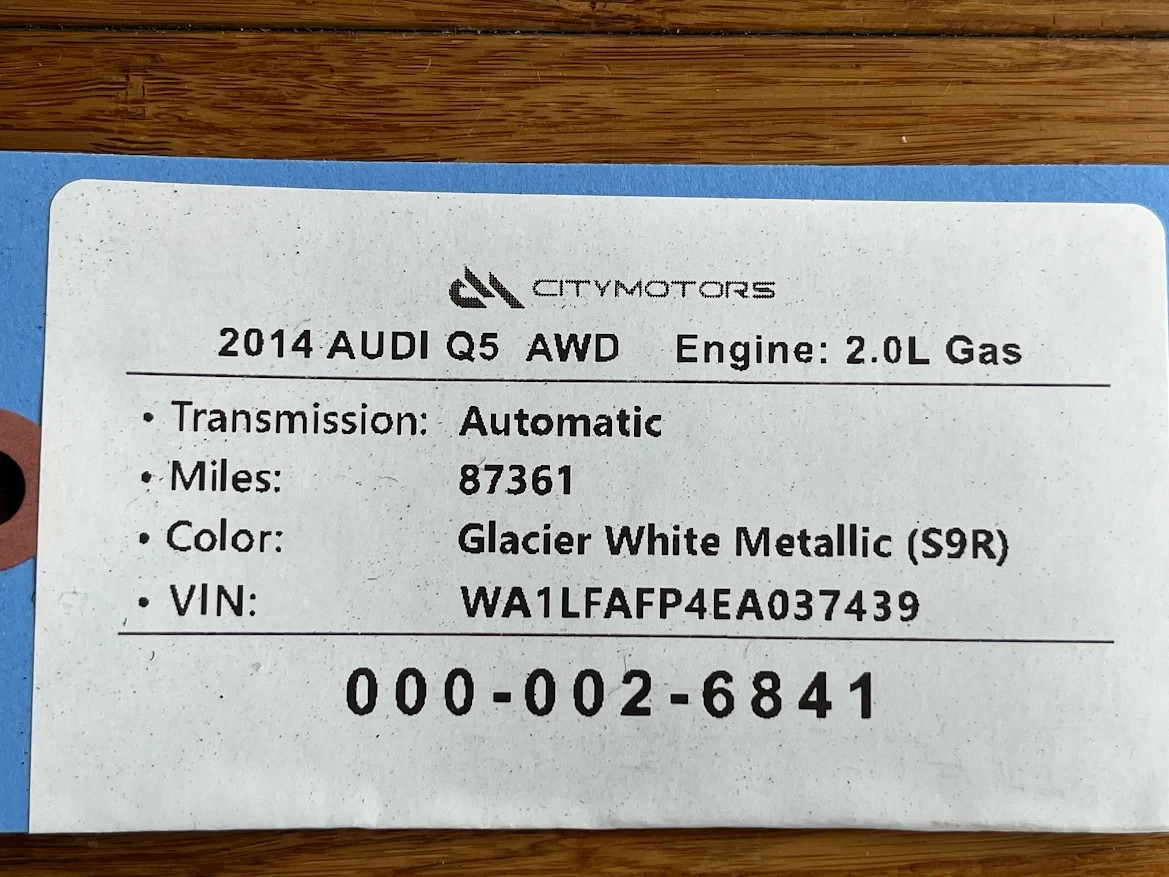 CITYMOTORS
2014 AUDI Q5 AWD Engine: 2.0L Gas
• Transmission: Automatic
• Miles: 87361
• Color: Glacier White Metallic (S9R)
• VIN: WA1LFAFP4EA037439
000-002-6841